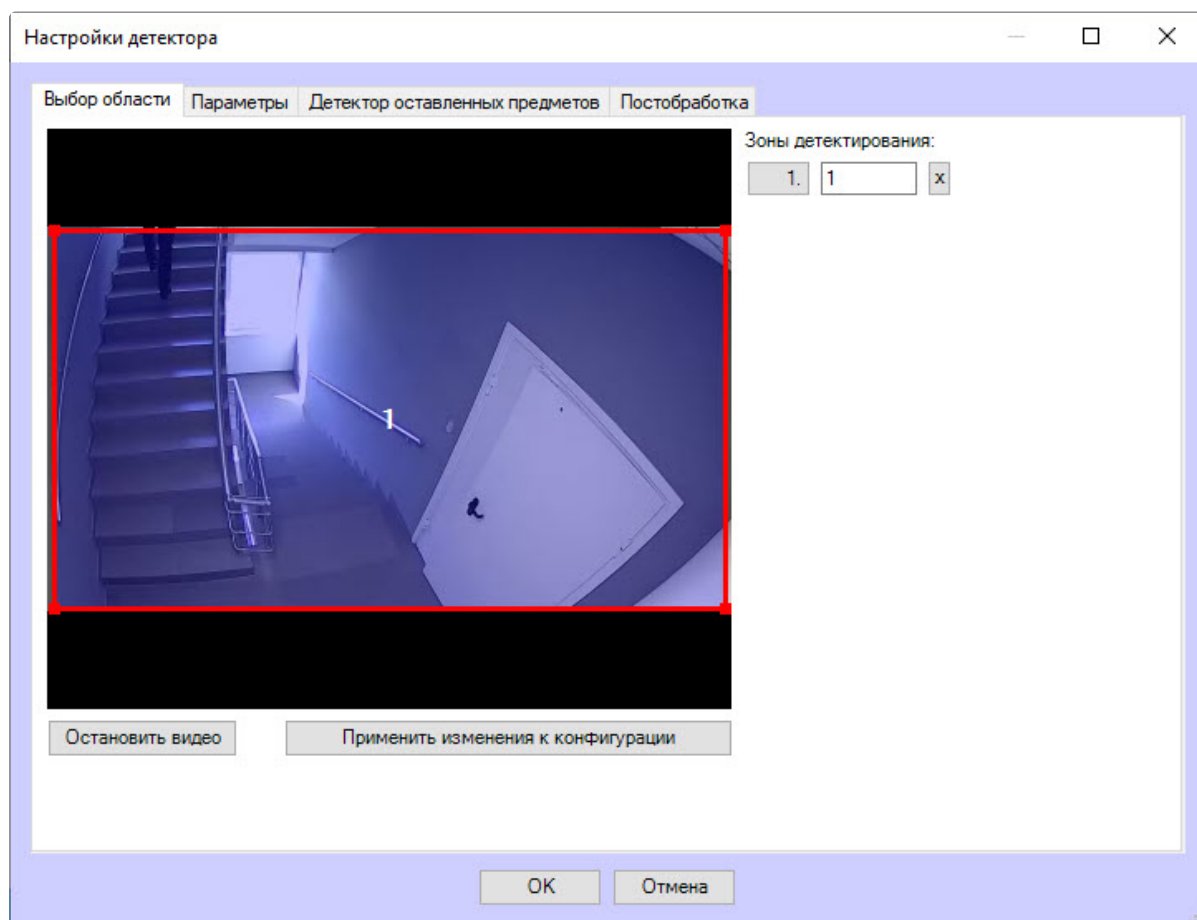 Настройки детектора
Выбор области Параметры Детектор оставленных предметов Постобработка
Зоны детектирования:
1. 1 x
1
Остановить видео Применить изменения к конфигурации
OK Отмена